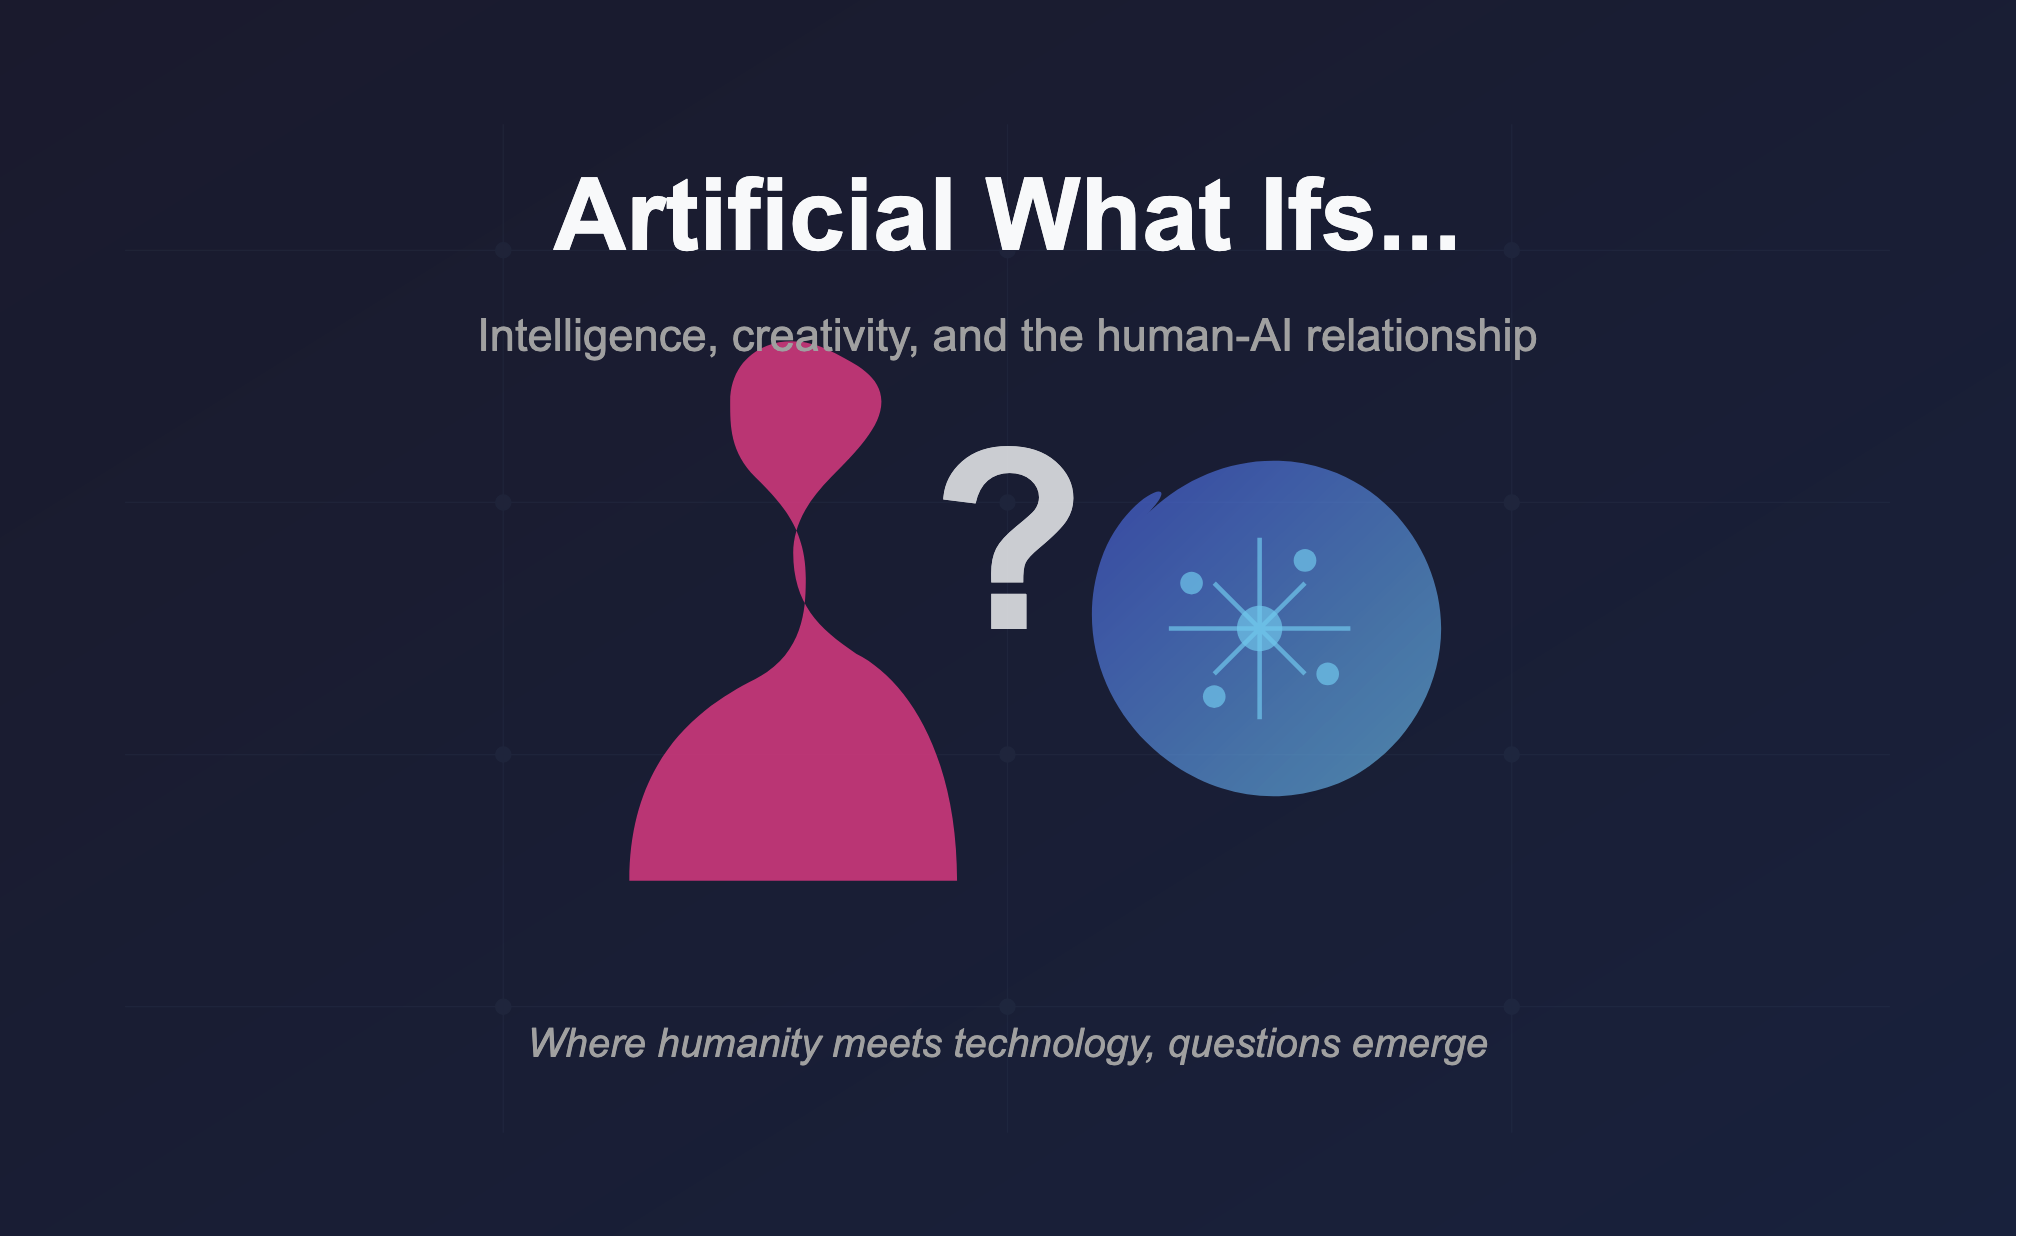 Artificial What Ifs...
Intelligence, creativity, and the human-AI relationship
?
Where humanity meets technology, questions emerge